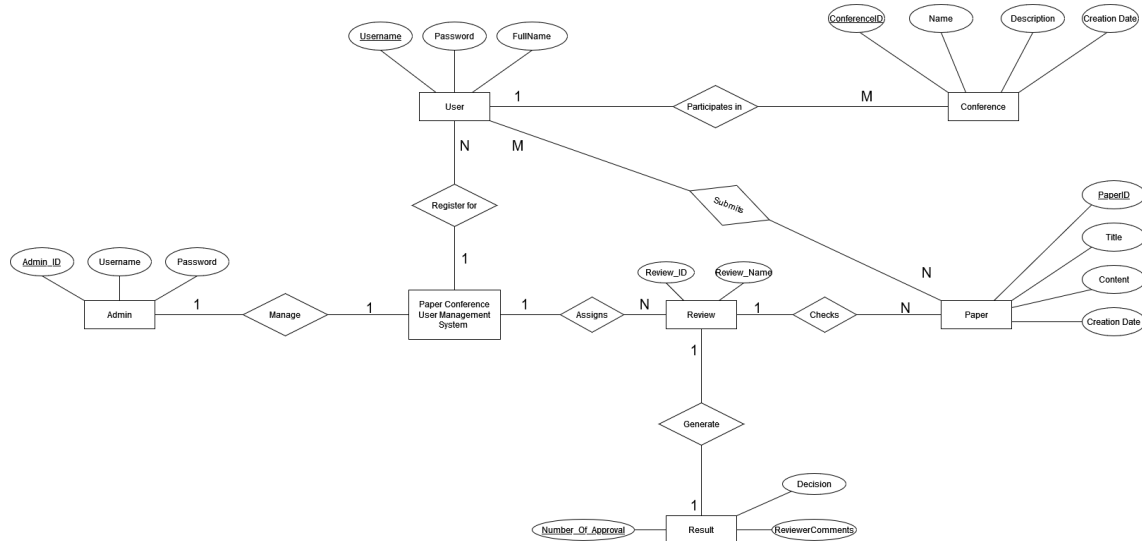 ConferenceID
Name
Description
Creation Date
Username
Password
FullName
User
1
Participates in
M
Conference
N
M
Submits
PaperID
Register for
Title
Admin_ID
Username
Password
1
Review_ID
Review_Name
N
Content
Admin
1
Manage
1
Paper Conference
User Management
System
1
Assigns
N
Review
1
Checks
N
Paper
Creation Date
1
Generate
Decision
1
Number_Of_Approval
Result
ReviewerComments